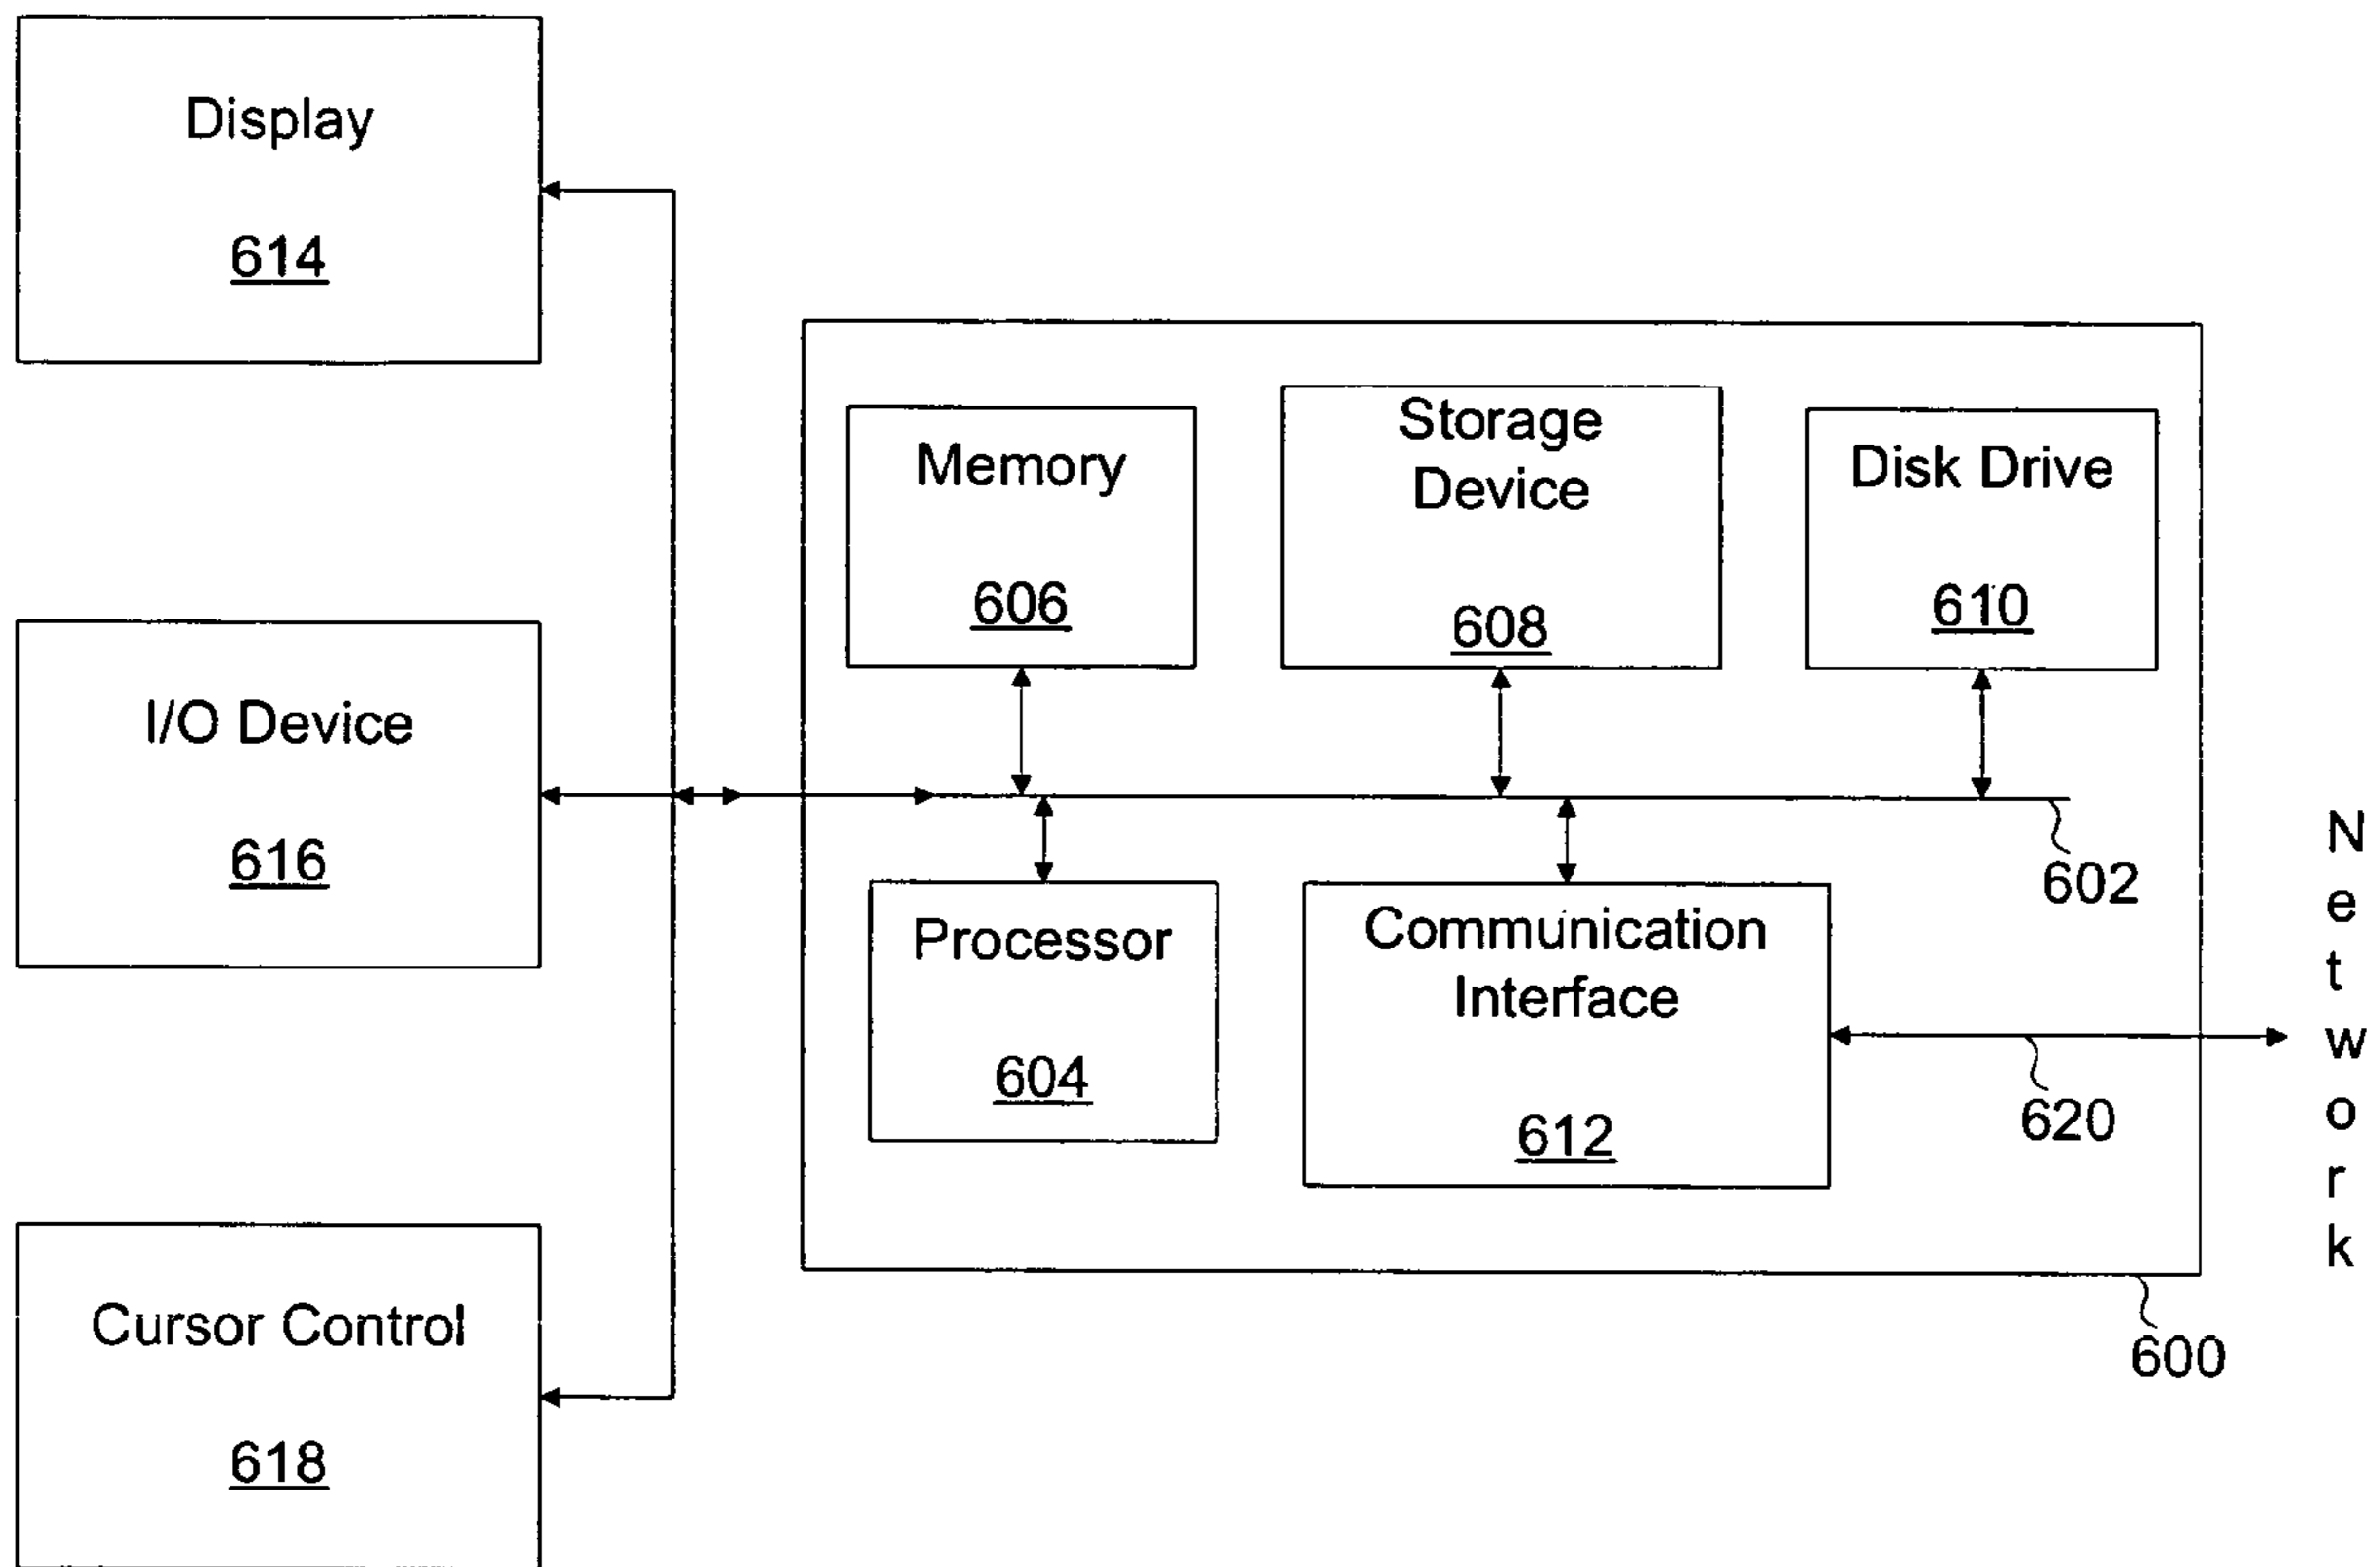 Display
614
Memory
606
Storage
Device
608
Disk Drive
610
I/O Device
616
602
Processor
604
Communication
Interface
612
620
Network
Cursor Control
618
600